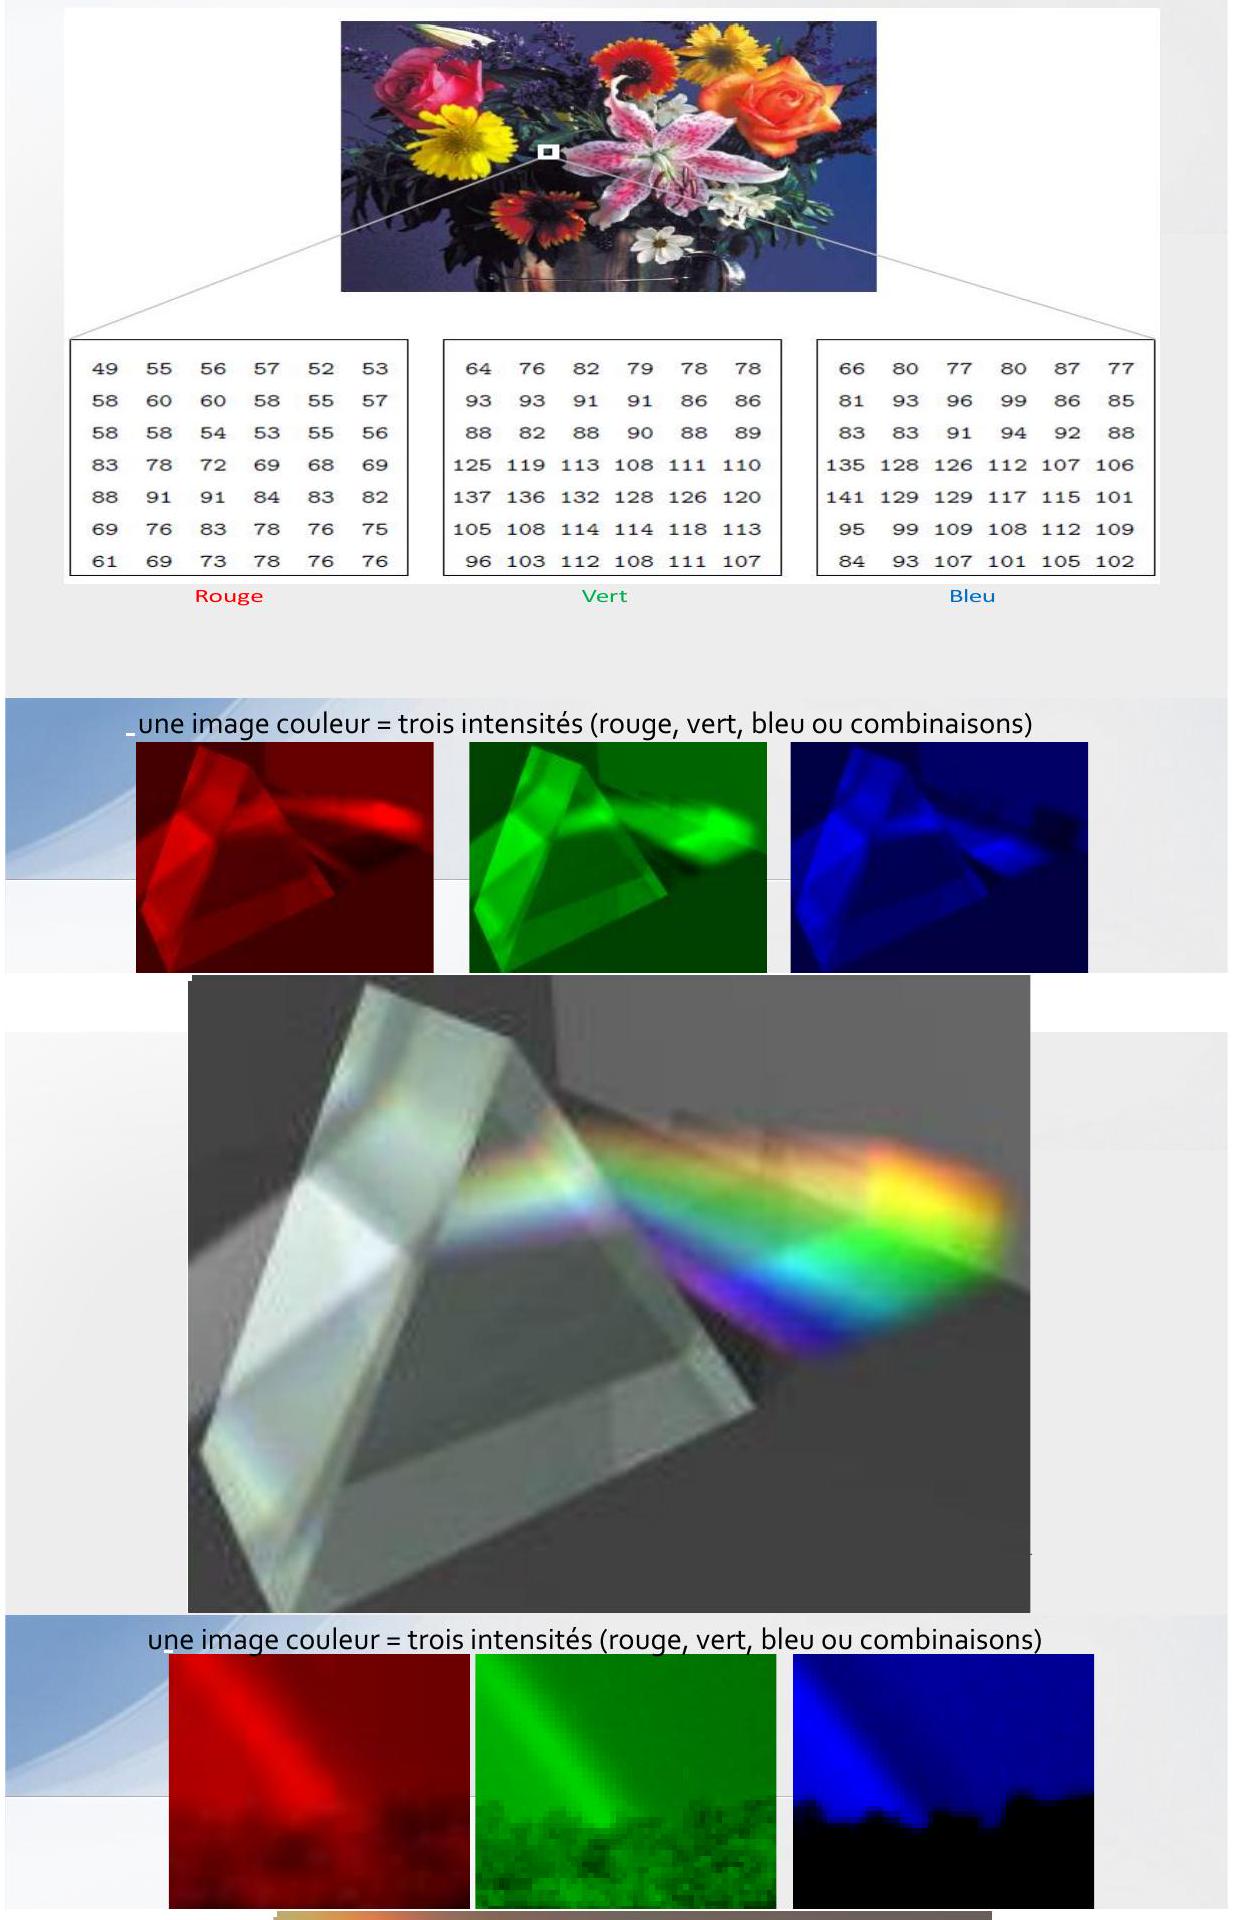 49 55 56 57 52 53 64 76 82 79 78 78 66 80 77 80 87 77
58 60 60 58 55 57 93 93 91 91 86 86 81 93 96 99 86 85
58 58 54 53 55 56 88 82 88 90 88 89 83 83 91 94 92 88
83 78 72 69 68 69 125 119 113 108 111 110 135 128 126 112 107 106
88 91 91 84 83 82 137 136 132 128 126 120 141 129 129 117 115 101
69 76 83 78 76 75 105 108 114 114 118 113 95 99 109 108 112 109
61 69 73 78 76 76 96 103 112 108 111 107 84 93 107 101 105 102
Rouge Vert Bleu
une image couleur = trois intensités (rouge, vert, bleu ou combinaisons)
une image couleur = trois intensités (rouge, vert, bleu ou combinaisons)